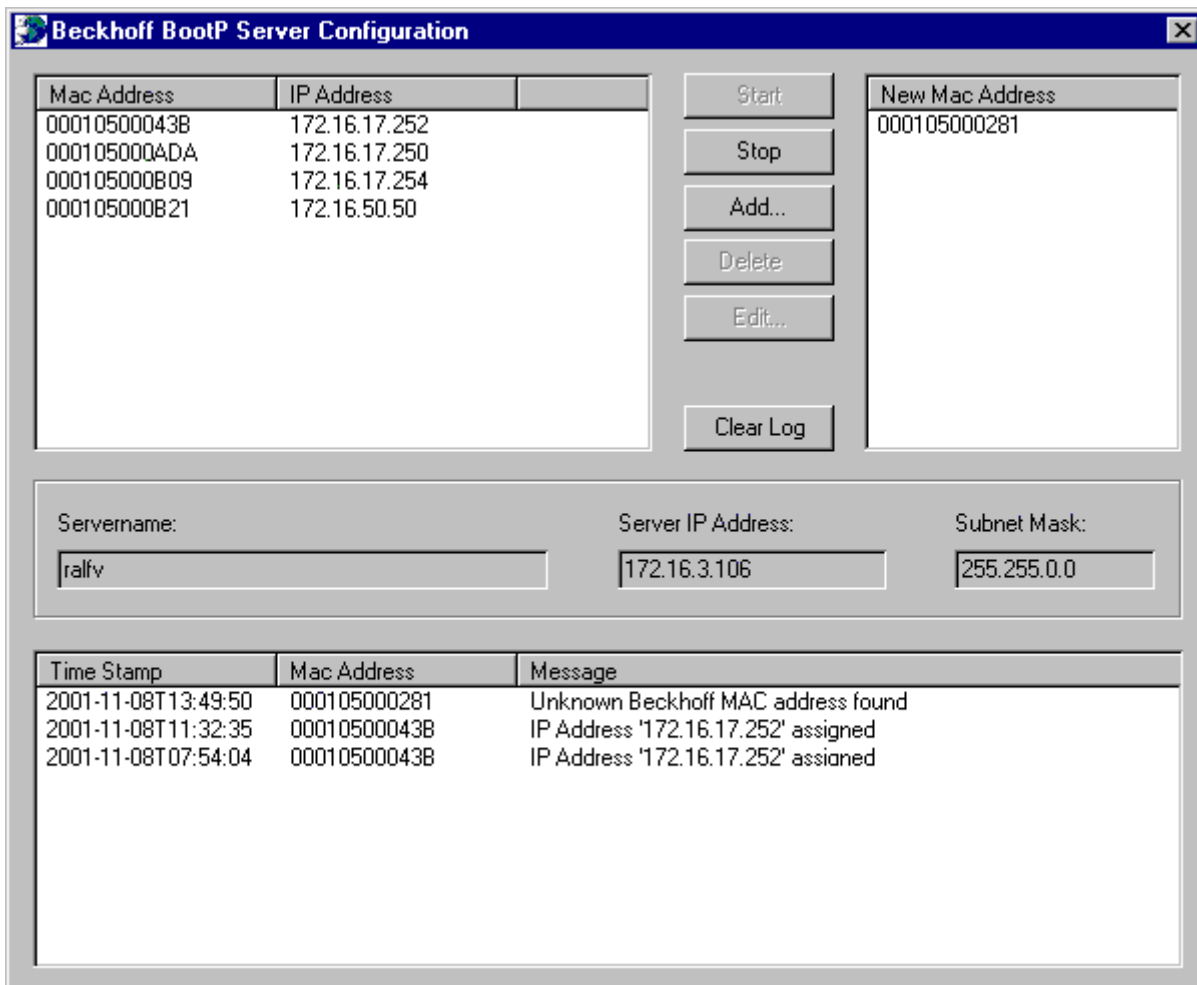 Beckhoff BootP Server Configuration
Mac Address IP Address
00010500043B 172.16.17.252
000105000ADA 172.16.17.250
000105000B09 172.16.17.254
000105000B21 172.16.50.50
Start
Stop
Add...
Delete
Edit...
Clear Log
New Mac Address
000105000281
Servername: Server IP Address: Subnet Mask:
ralfv 172.16.3.106 255.255.0.0
Time Stamp Mac Address Message
2001-11-08T13:49:50 000105000281 Unknown Beckhoff MAC address found
2001-11-08T11:32:35 00010500043B IP Address '172.16.17.252' assigned
2001-11-08T07:54:04 00010500043B IP Address '172.16.17.252' assigned